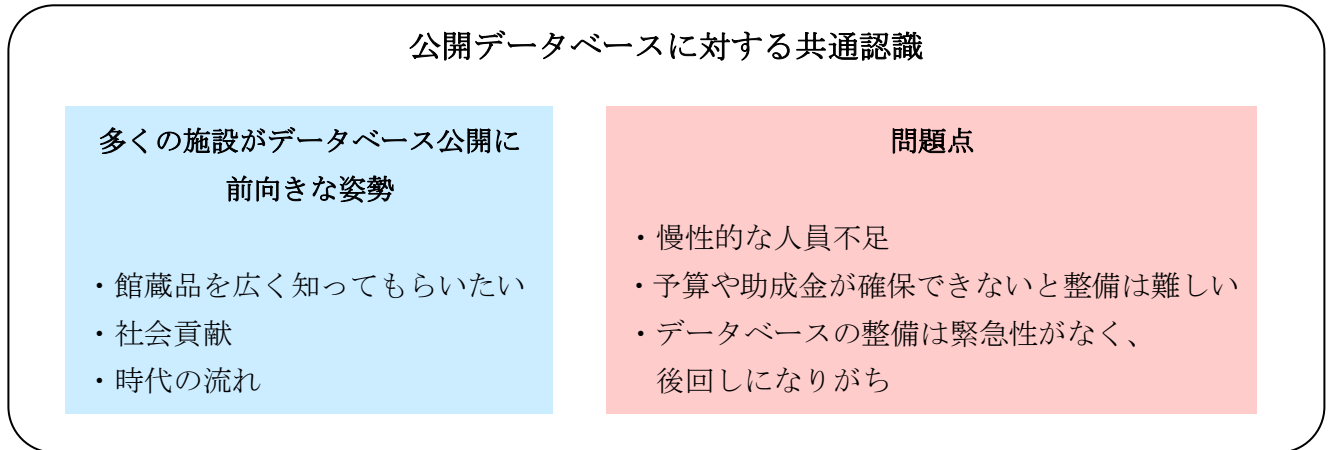 公開データベースに対する共通認識
多くの施設がデータベース公開に
前向きな姿勢
・館蔵品を広く知ってもらいたい
・社会貢献
・時代の流れ
問題点
・慢性的な人員不足
・予算や助成金が確保できないと整備は難しい
・データベースの整備は緊急性がなく、
後回しになりがち